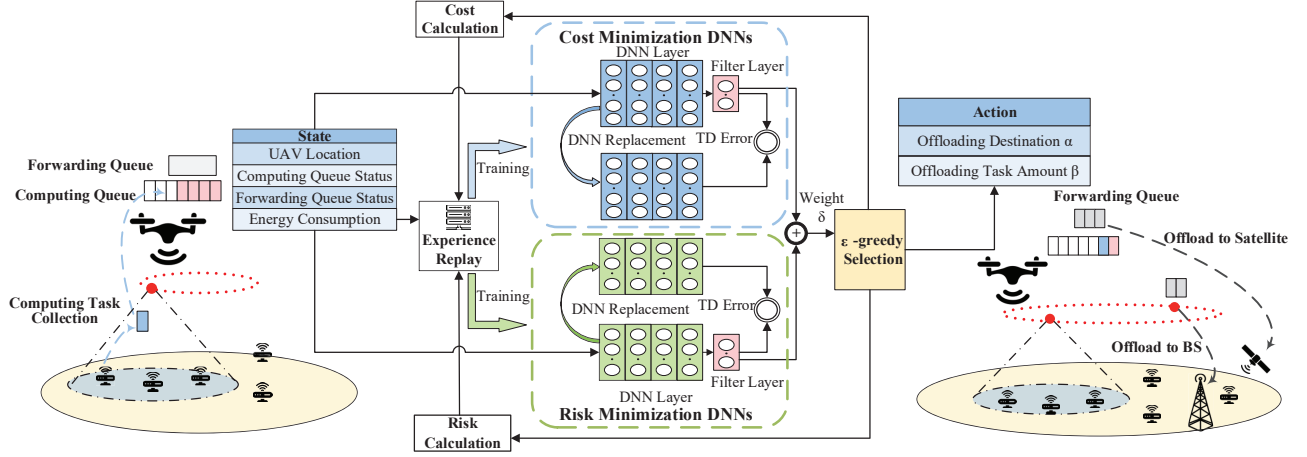 Cost
Calculation
Cost Minimization DNNs
DNN Layer
Filter Layer
DNN Replacement
TD Error
Training
State
UAV Location
Computing Queue Status
Forwarding Queue Status
Energy Consumption
Forwarding Queue
Computing Queue
Computing Task
Collection
Experience
Replay
Training
DNN Replacement
TD Error
Filter Layer
DNN Layer
Risk Minimization DNNs
Risk
Calculation
Weight
δ
+
ε -greedy
Selection
Action
Offloading Destination α
Offloading Task Amount β
Forwarding Queue
Offload to Satellite
Offload to BS